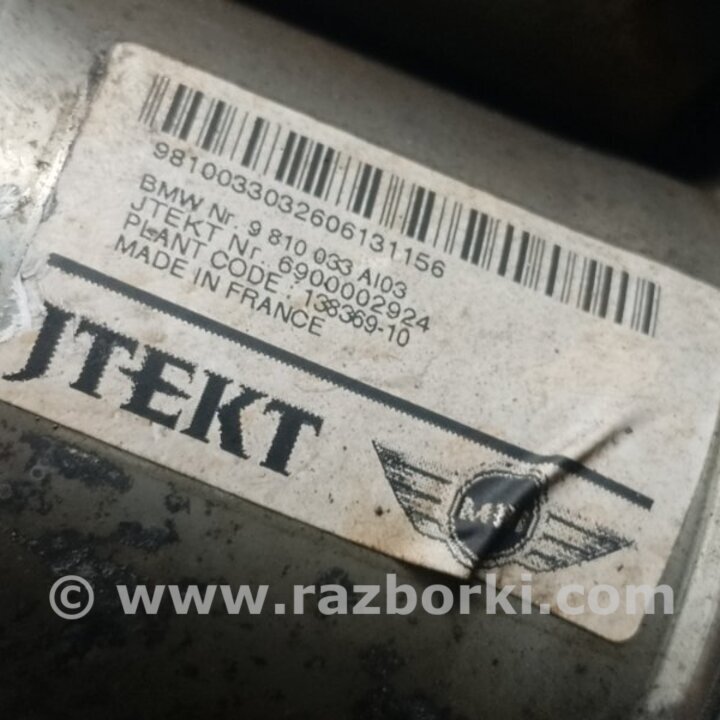 9810033032606131156
BMW Nr. 9 810 033 AI03
JTEKT Nr. 6900002924
PLANT CODE : 138369-10
MADE IN FRANCE
JTEKT
MINI
© www.razborki.com